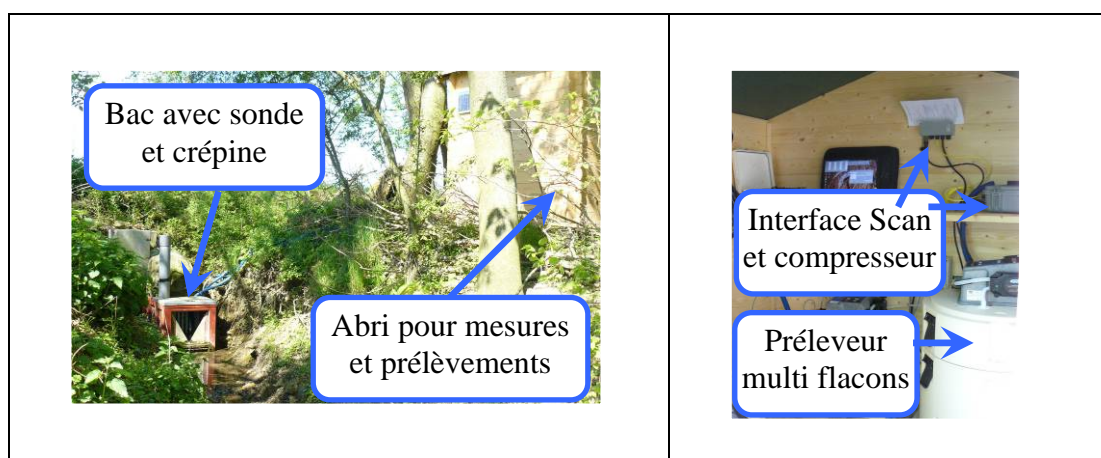 Bac avec sonde
et crépine
Abri pour mesures
et prélèvements
Interface Scan
et compresseur
Préleveur
multi flacons